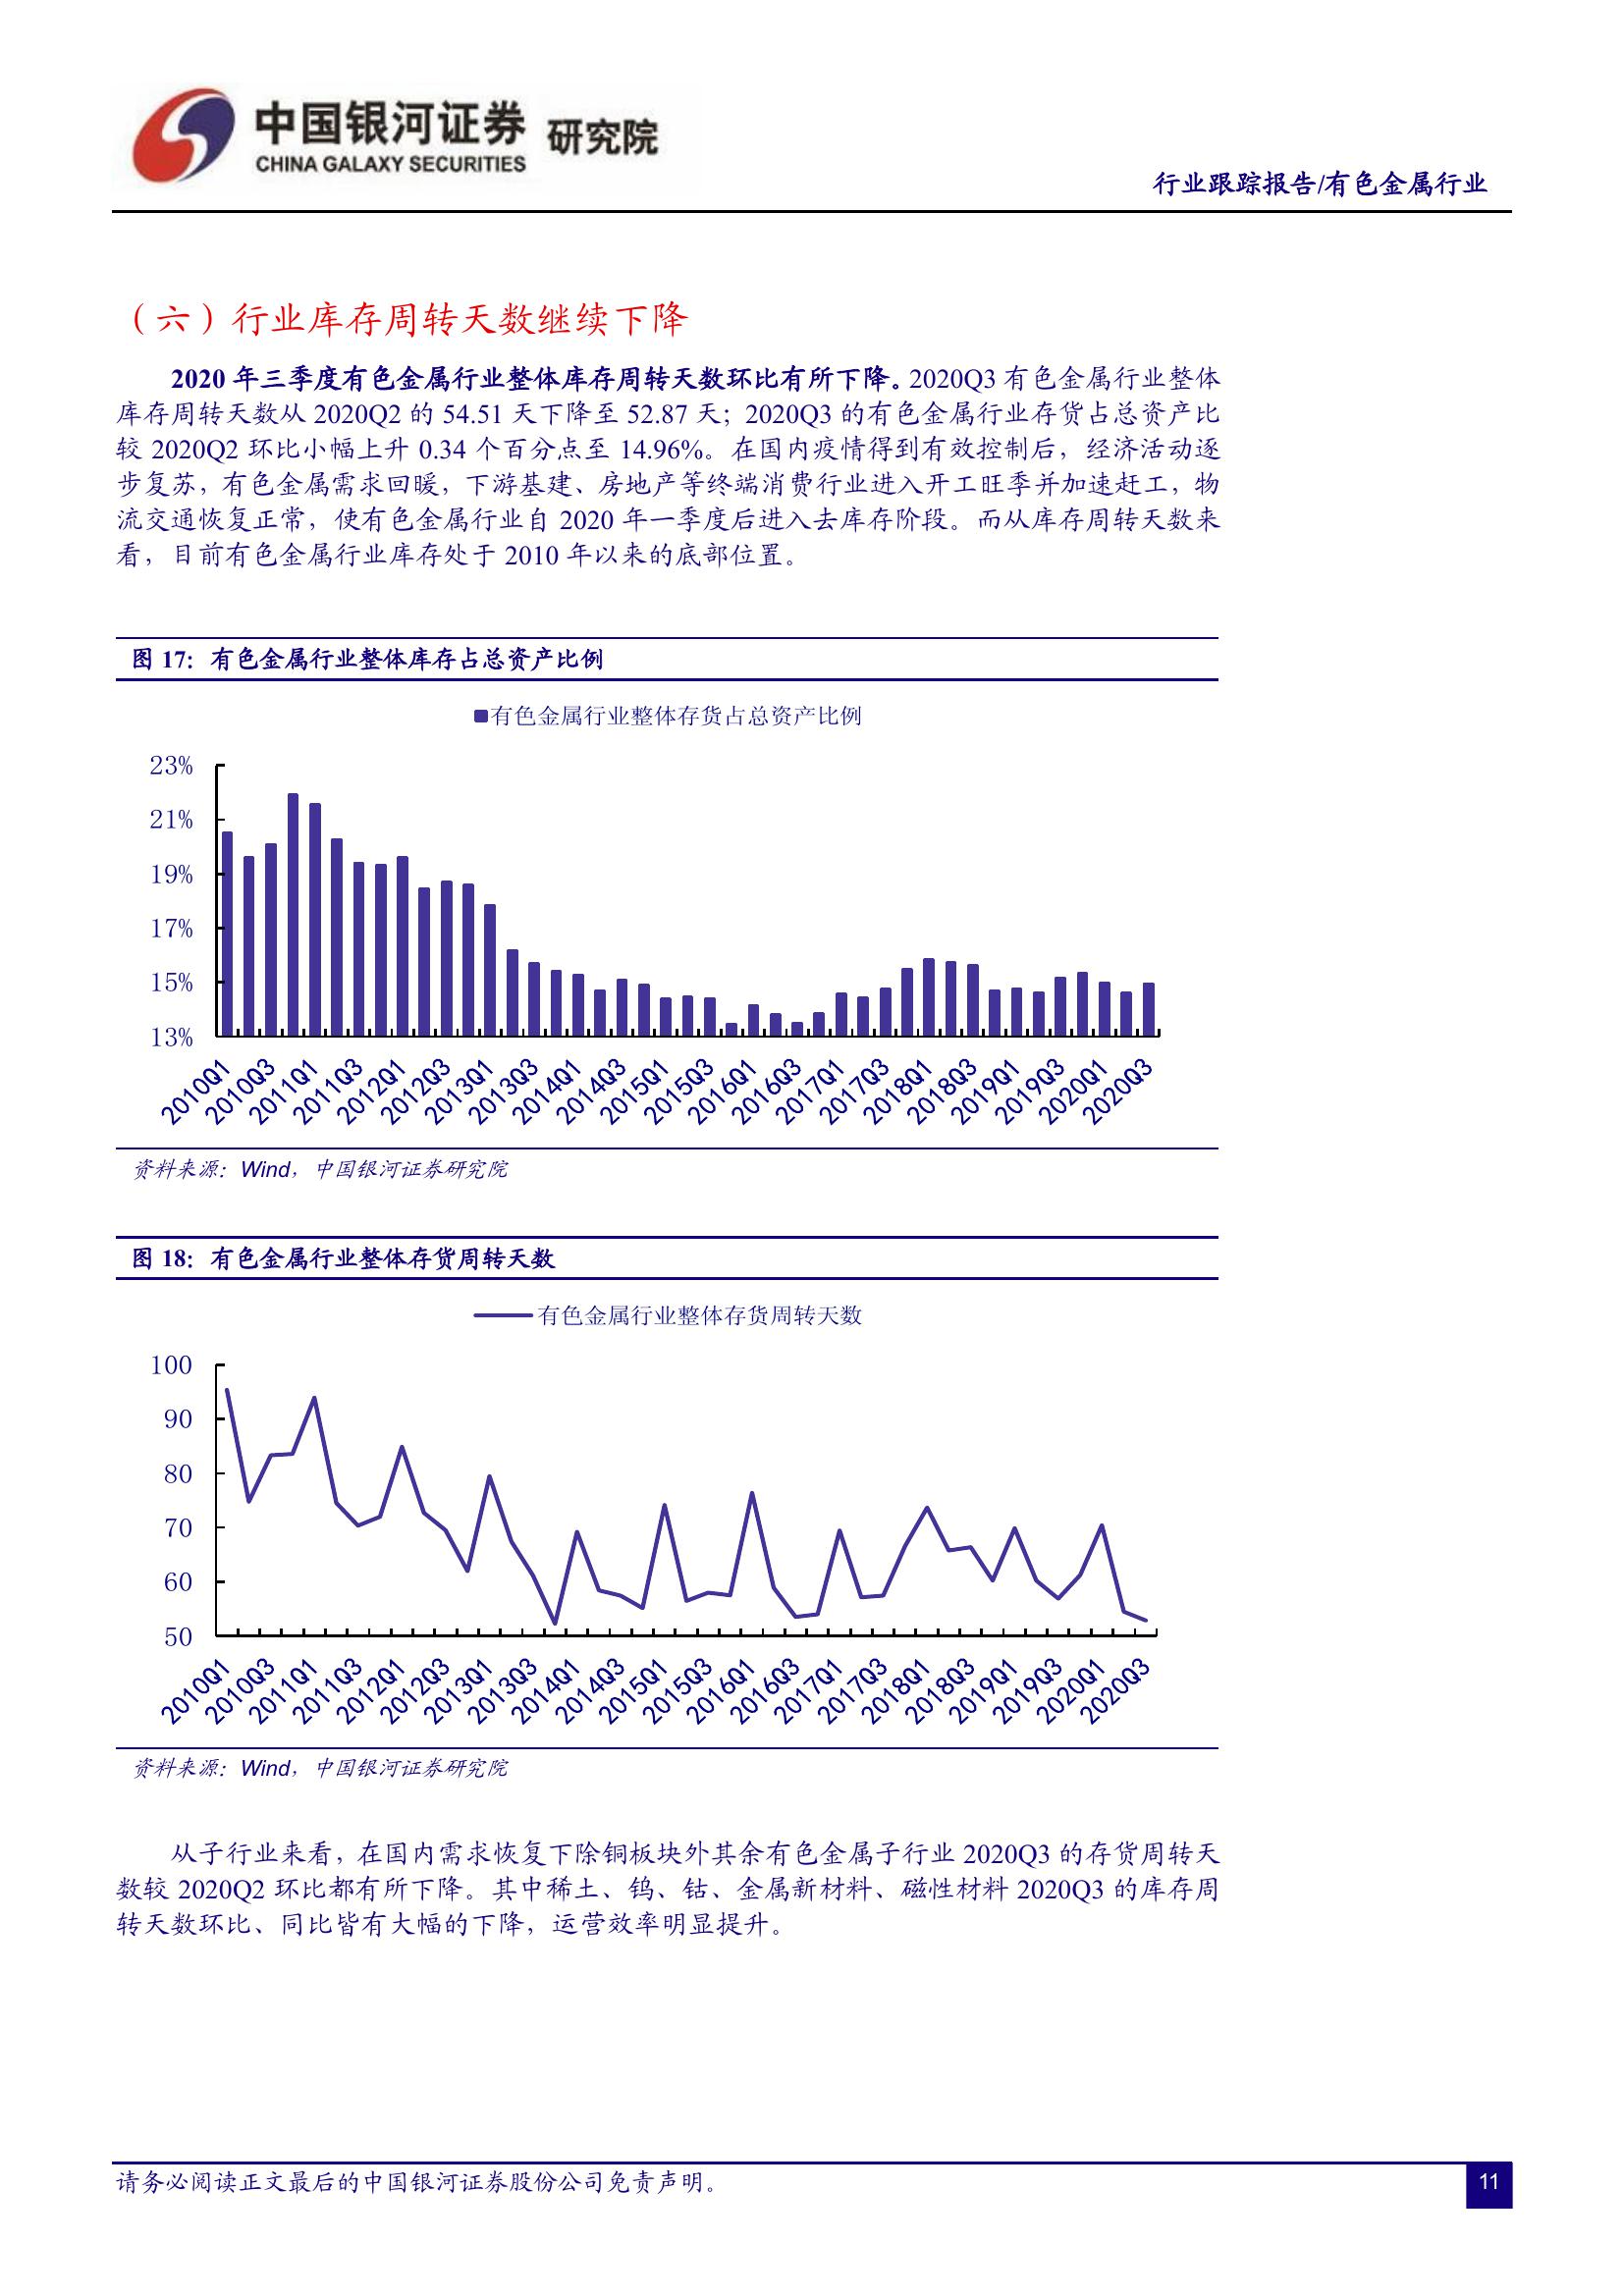 中国银河证券 研究院
CHINA GALAXY SECURITIES
行业跟踪报告/有色金属行业
（六）行业库存周转天数继续下降
2020 年三季度有色金属行业整体库存周转天数环比有所下降。2020Q3 有色金属行业整体
库存周转天数从 2020Q2 的 54.51 天下降至 52.87 天；2020Q3 的有色金属行业存货占总资产比
较 2020Q2 环比小幅上升 0.34 个百分点至 14.96%。在国内疫情得到有效控制后，经济活动逐
步复苏，有色金属需求回暖，下游基建、房地产等终端消费行业进入开工旺季并加速赶工，物
流交通恢复正常，使有色金属行业自 2020 年一季度后进入去库存阶段。而从库存周转天数来
看，目前有色金属行业库存处于 2010 年以来的底部位置。
图 17：有色金属行业整体库存占总资产比例
有色金属行业整体存货占总资产比例
23%
21%
19%
17%
15%
13%
2010Q1 2010Q3 2011Q1 2011Q3 2012Q1 2012Q3 2013Q1 2013Q3 2014Q1 2014Q3 2015Q1 2015Q3 2016Q1 2016Q3 2017Q1 2017Q3 2018Q1 2018Q3 2019Q1 2019Q3 2020Q1 2020Q3
资料来源：Wind，中国银河证券研究院
图 18：有色金属行业整体存货周转天数
有色金属行业整体存货周转天数
100
90
80
70
60
50
2010Q1 2010Q3 2011Q1 2011Q3 2012Q1 2012Q3 2013Q1 2013Q3 2014Q1 2014Q3 2015Q1 2015Q3 2016Q1 2016Q3 2017Q1 2017Q3 2018Q1 2018Q3 2019Q1 2019Q3 2020Q1 2020Q3
资料来源：Wind，中国银河证券研究院
从子行业来看，在国内需求恢复下除铜板块外其余有色金属子行业 2020Q3 的存货周转天
数较 2020Q2 环比都有所下降。其中稀土、钨、钴、金属新材料、磁性材料 2020Q3 的库存周
转天数环比、同比皆有大幅的下降，运营效率明显提升。
请务必阅读正文最后的中国银河证券股份公司免责声明。
11